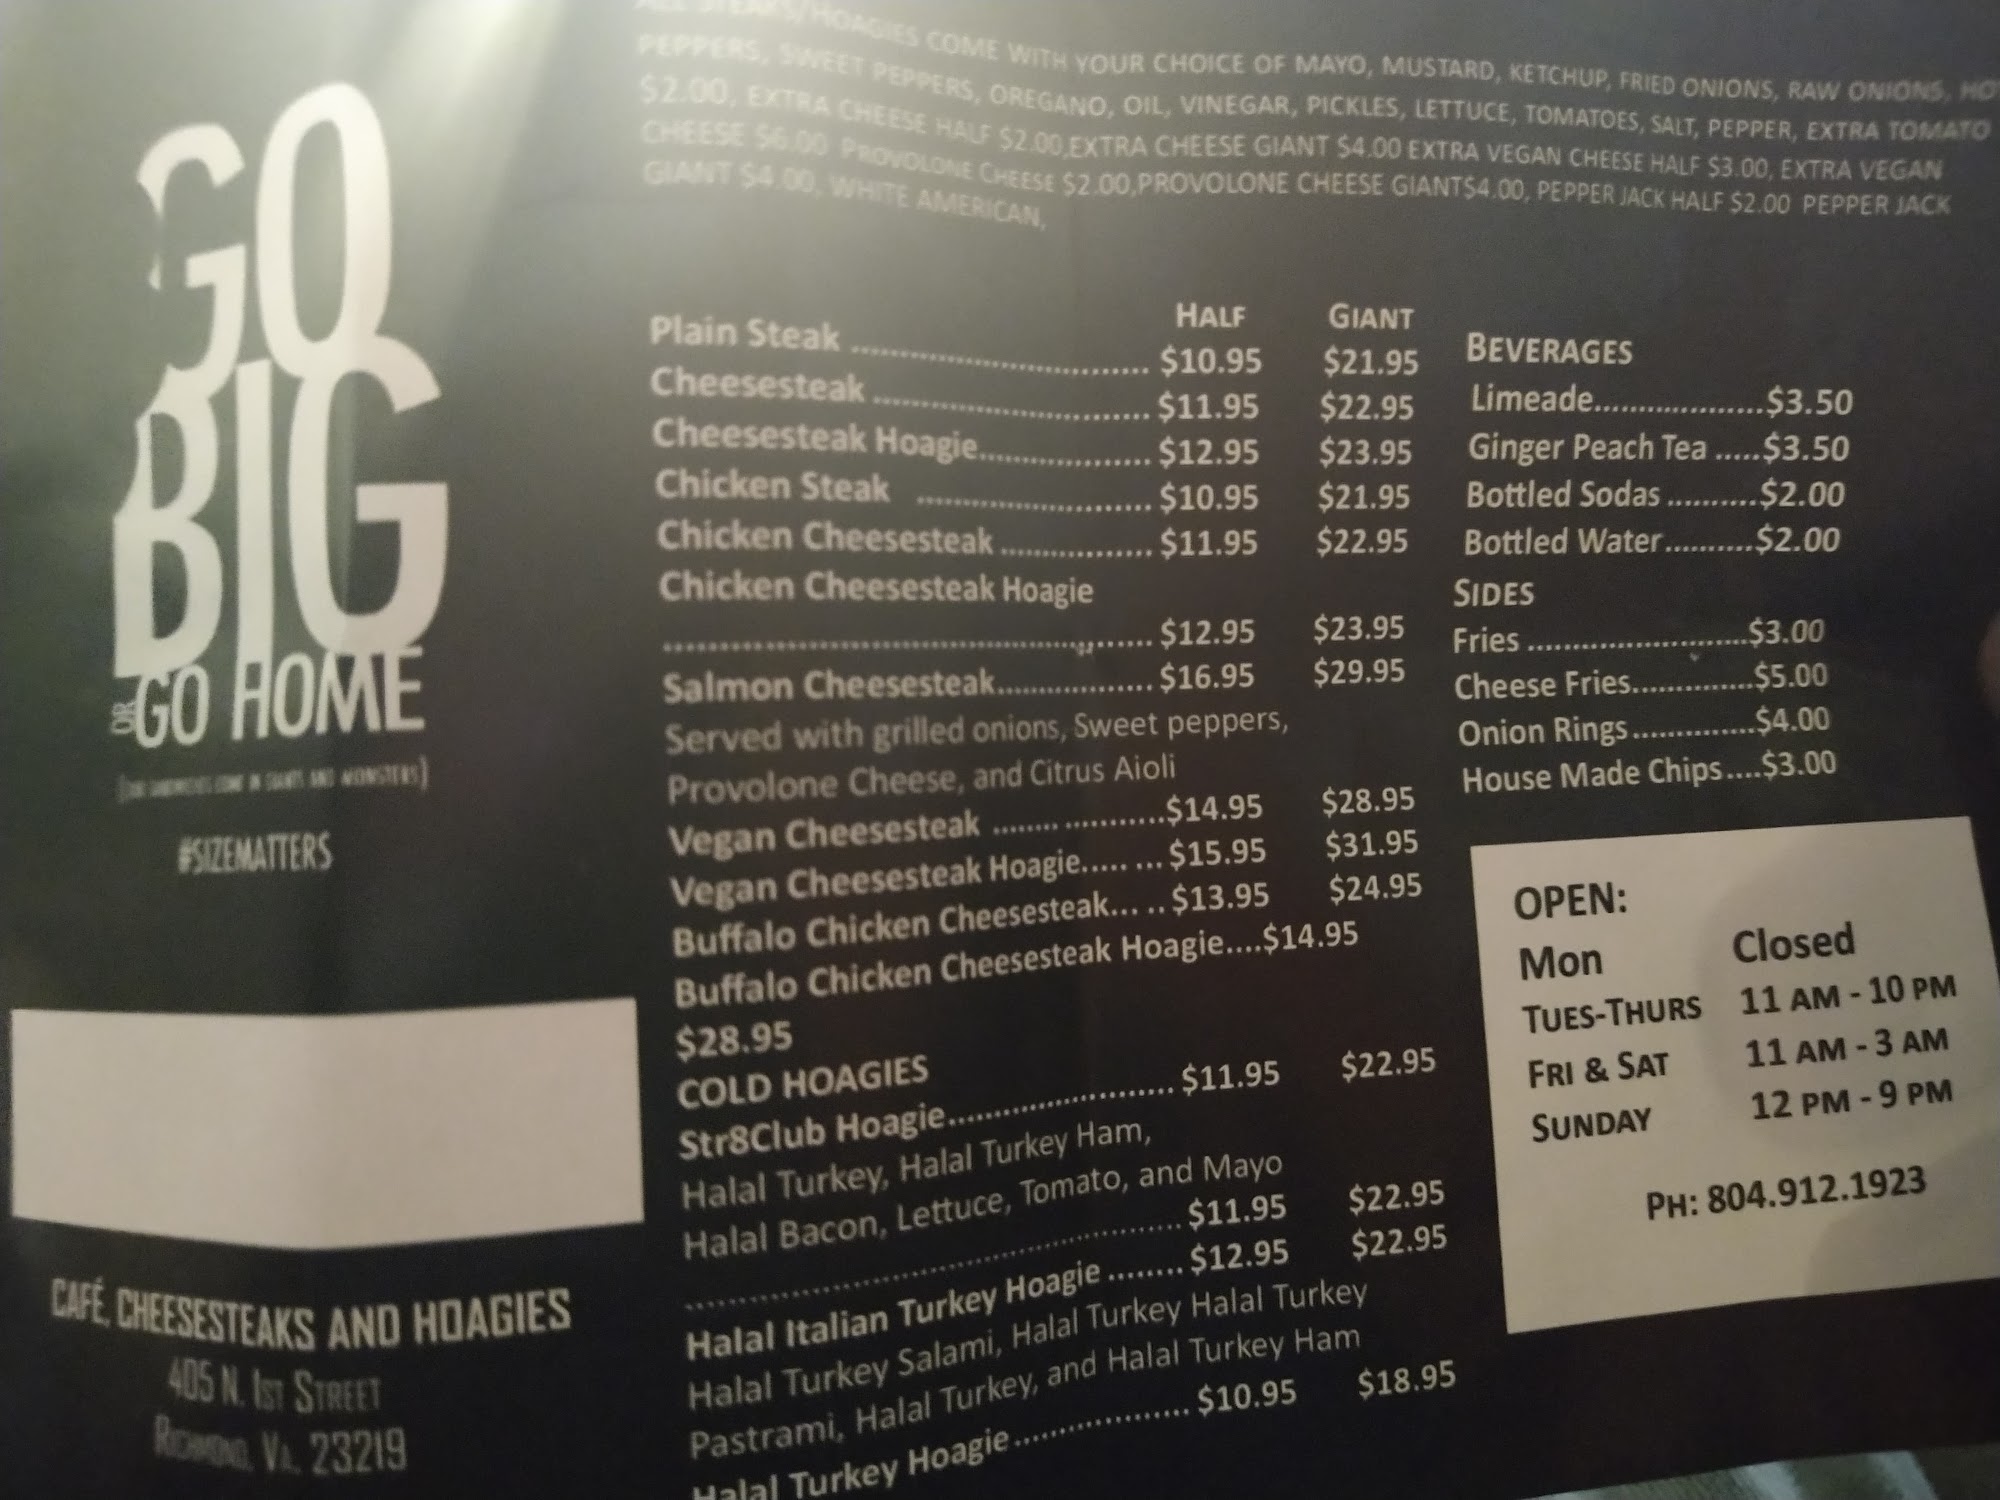 GO
BIG
OR GO HOME
#SIZEMATTERS
CAFÉ, CHEESESTEAKS AND HOAGIES
405 N. 1ST STREET
RICHMOND, VA. 23219
ALL STEAKS/HOAGIES COME WITH YOUR CHOICE OF MAYO, MUSTARD, KETCHUP, FRIED ONIONS, RAW ONIONS, HOT
PEPPERS, SWEET PEPPERS, OREGANO, OIL, VINEGAR, PICKLES, LETTUCE, TOMATOES, SALT, PEPPER, EXTRA TOMATO
$2.00, EXTRA CHEESE HALF $2.00,EXTRA CHEESE GIANT $4.00 EXTRA VEGAN CHEESE HALF $3.00, EXTRA VEGAN
CHEESE $6.00 PROVOLONE CHEESE $2.00,PROVOLONE CHEESE GIANT$4.00, PEPPER JACK HALF $2.00 PEPPER JACK
GIANT $4.00, WHITE AMERICAN,
HALF GIANT
Plain Steak .............................. $10.95 $21.95
Cheesesteak ............................ $11.95 $22.95
Cheesesteak Hoagie.................. $12.95 $23.95
Chicken Steak ........................ $10.95 $21.95
Chicken Cheesesteak ................ $11.95 $22.95
Chicken Cheesesteak Hoagie
.................................................. $12.95 $23.95
Salmon Cheesesteak................ $16.95 $29.95
Served with grilled onions, Sweet peppers,
Provolone Cheese, and Citrus Aioli
Vegan Cheesesteak ........ ...........$14.95 $28.95
Vegan Cheesesteak Hoagie..... ... $15.95 $31.95
Buffalo Chicken Cheesesteak... .. $13.95 $24.95
Buffalo Chicken Cheesesteak Hoagie....$14.95
$28.95
COLD HOAGIES
Str8Club Hoagie........................ $11.95 $22.95
Halal Turkey, Halal Turkey Ham,
Halal Bacon, Lettuce, Tomato, and Mayo
.................................................. $11.95 $22.95
Halal Italian Turkey Hoagie ........ $12.95 $22.95
Halal Turkey Salami, Halal Turkey Halal Turkey
Pastrami, Halal Turkey, and Halal Turkey Ham
Halal Turkey Hoagie .................. $10.95 $18.95
BEVERAGES
Limeade....................$3.50
Ginger Peach Tea .....$3.50
Bottled Sodas ..........$2.00
Bottled Water..........$2.00
SIDES
Fries .........................$3.00
Cheese Fries..............$5.00
Onion Rings ..............$4.00
House Made Chips....$3.00
OPEN:
Mon Closed
TUES-THURS 11 AM - 10 PM
FRI & SAT 11 AM - 3 AM
SUNDAY 12 PM - 9 PM
PH: 804.912.1923